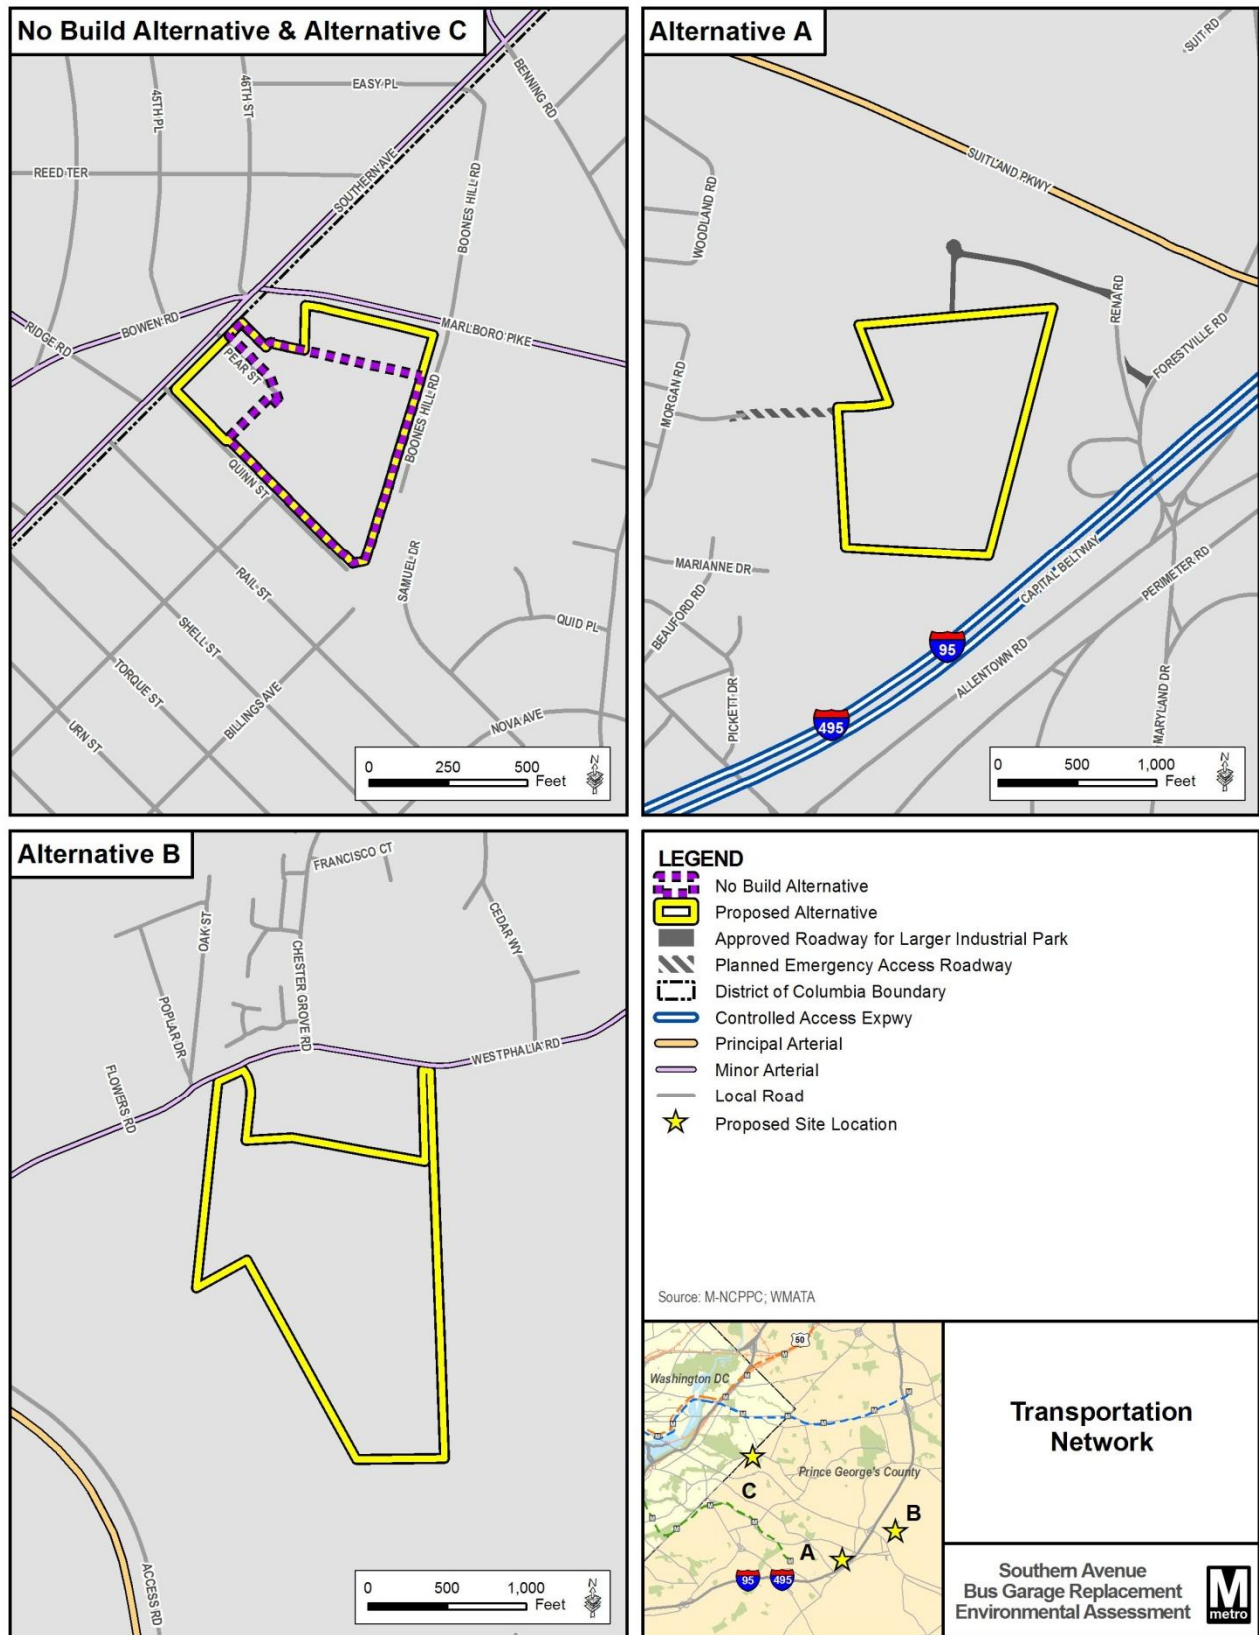 No Build Alternative & Alternative C
EASY PL
BENNING RD
45TH PL
46TH ST
REED TER
SOUTHERN AVE
BOONES HILL RD
RIDGE RD
BOWEN RD
MARLBORO PIKE
PEAR ST
BOONES HILL RD
QUINN ST
SAMUEL DR
RAIL ST
QUID PL
SHELL ST
TORQUE ST
BILLINGS AVE
NOVA AVE
URN ST
0 250 500
Feet
N
Alternative A
SUIT RD
SUITLAND PKWY
WOODLAND RD
RENA RD
FORESTVILLE RD
MORGAN RD
MARIANNE DR
CAPITAL BELTWAY
PERIMETER RD
BEAUFORD RD
95
ALLENTOWN RD
PICKETT DR
495
MARYLAND DR
0 500 1,000
Feet
N
Alternative B
FRANCISCO CT
OAK ST
CEDAR WY
CHESTER GROVE RD
POPLAR DR
WESTPHALIA RD
FLOWERS RD
ACCESS RD
0 500 1,000
Feet
N
LEGEND
No Build Alternative
Proposed Alternative
Approved Roadway for Larger Industrial Park
Planned Emergency Access Roadway
District of Columbia Boundary
Controlled Access Expwy
Principal Arterial
Minor Arterial
Local Road
Proposed Site Location
Source: M-NCPPC; WMATA
50
Washington DC
Prince George's County
C
B
A
95 495
Transportation
Network
Southern Avenue
Bus Garage Replacement
Environmental Assessment
M
metro